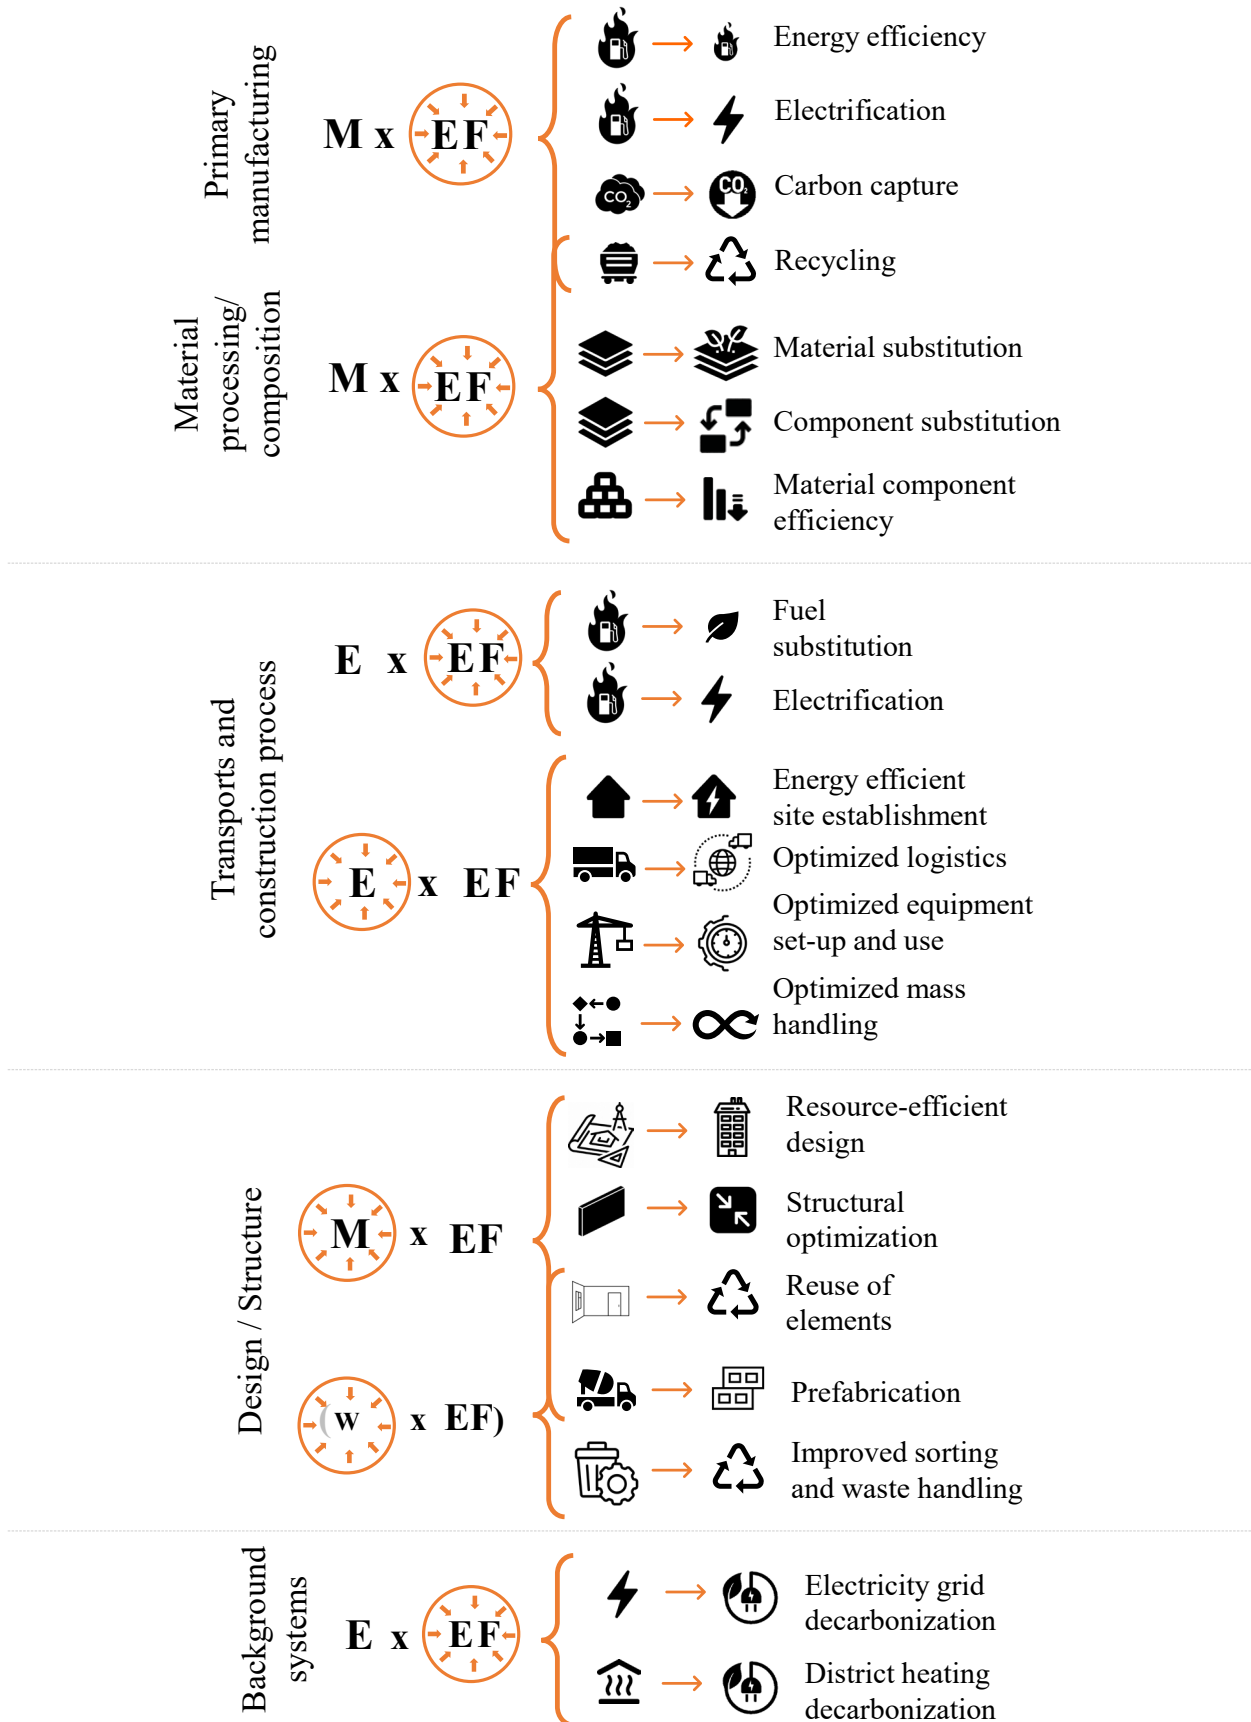 Primary
manufacturing
M x EF
Energy efficiency
Electrification
CO2
CO2
Carbon capture
Recycling
Material
processing/
composition
M x EF
Material substitution
Component substitution
Material component
efficiency
Transports and
construction process
E x EF
Fuel
substitution
Electrification
E x EF
Energy efficient
site establishment
Optimized logistics
Optimized equipment
set-up and use
Optimized mass
handling
Design / Structure
M x EF
Resource-efficient
design
Structural
optimization
Reuse of
elements
(w x EF)
Prefabrication
Improved sorting
and waste handling
Background
systems
E x EF
Electricity grid
decarbonization
District heating
decarbonization